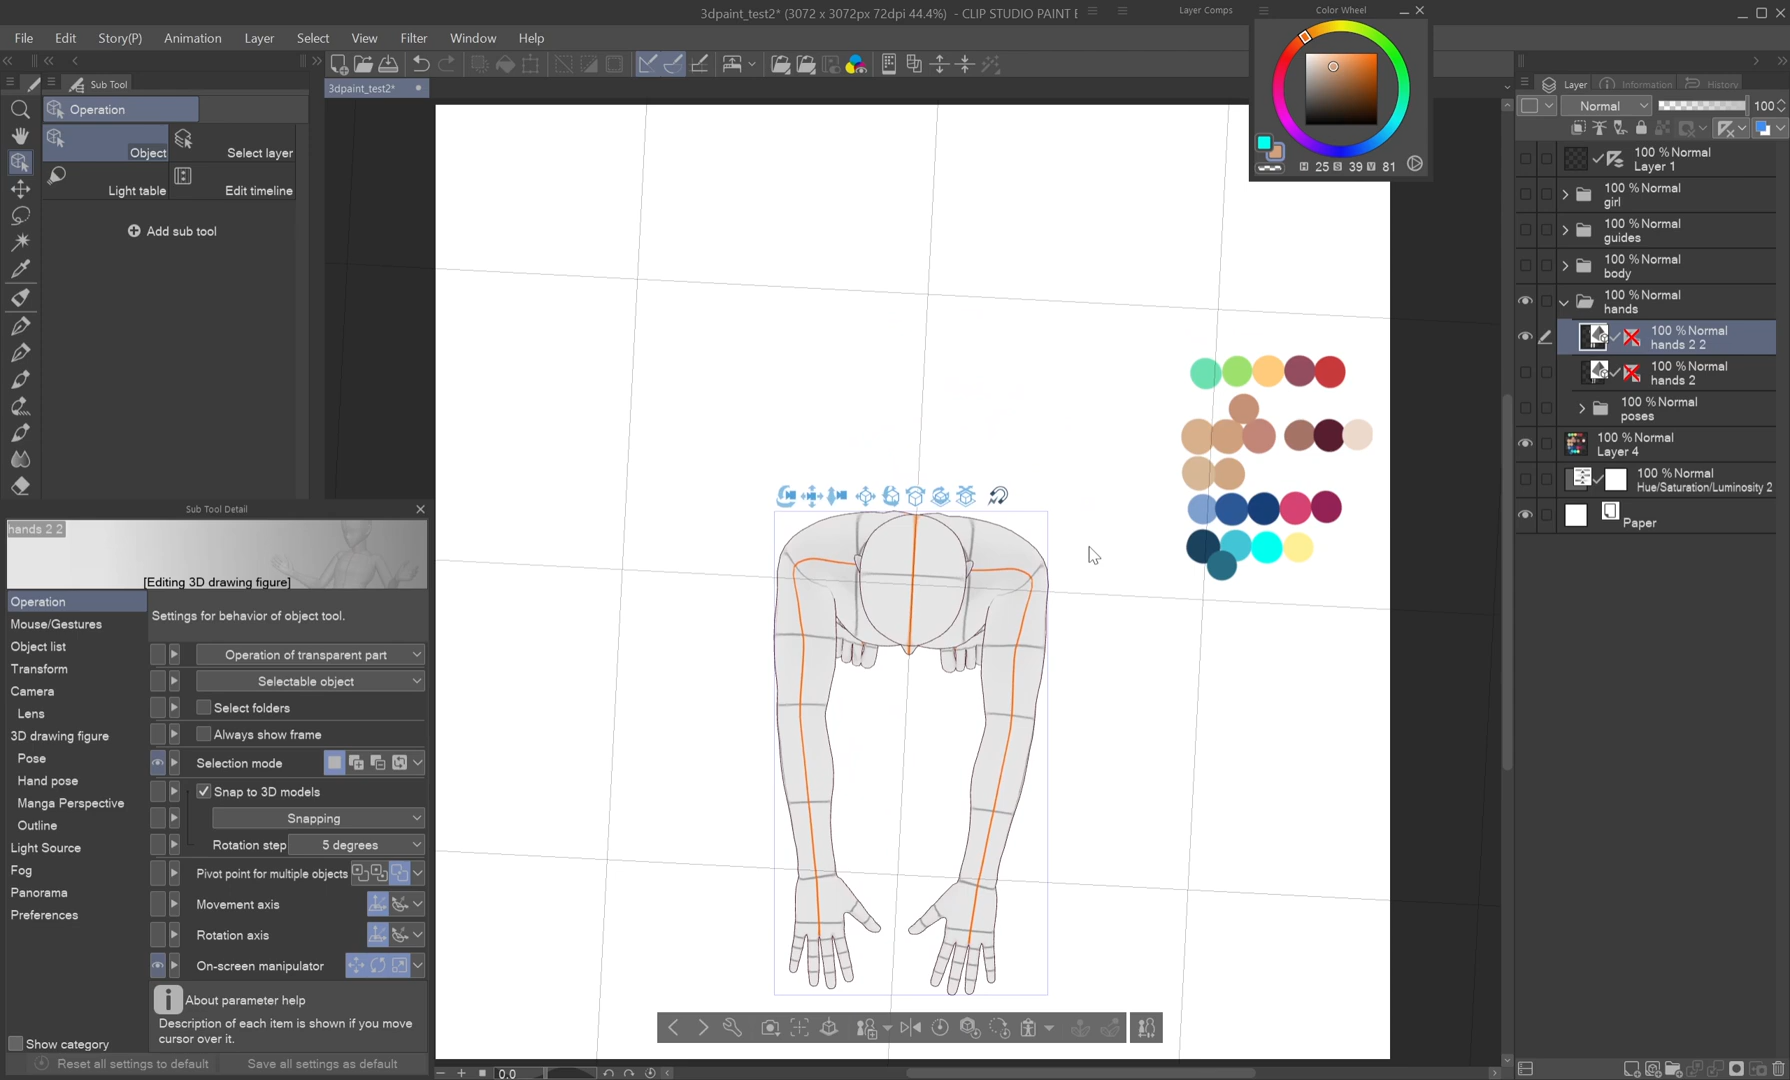 3dpaint_test2* (3072 x 3072px 72dpi 44.4%) - CLIP STUDIO PAINT E
Layer Comps
Color Wheel
File Edit Story(P) Animation Layer Select View Filter Window Help
Sub Tool
3dpaint_test2*
Layer Information History
Operation
Normal 100
Object Select layer
Light table Edit timeline
Add sub tool
H 25 S 39 V 81
100 % Normal
Layer 1
100 % Normal
girl
100 % Normal
guides
100 % Normal
body
100 % Normal
hands
100 % Normal
hands 2 2
100 % Normal
hands 2
100 % Normal
poses
100 % Normal
Layer 4
100 % Normal
Hue/Saturation/Luminosity 2
Paper
Sub Tool Detail
hands 2 2
[Editing 3D drawing figure]
Operation
Mouse/Gestures
Object list
Transform
Camera
Lens
3D drawing figure
Pose
Hand pose
Manga Perspective
Outline
Light Source
Fog
Panorama
Preferences
Show category
Settings for behavior of object tool.
Operation of transparent part
Selectable object
Select folders
Always show frame
Selection mode
Snap to 3D models
Snapping
Rotation step 5 degrees
Pivot point for multiple objects
Movement axis
Rotation axis
On-screen manipulator
About parameter help
Description of each item is shown if you move
cursor over it.
Reset all settings to default Save all settings as default
0.0